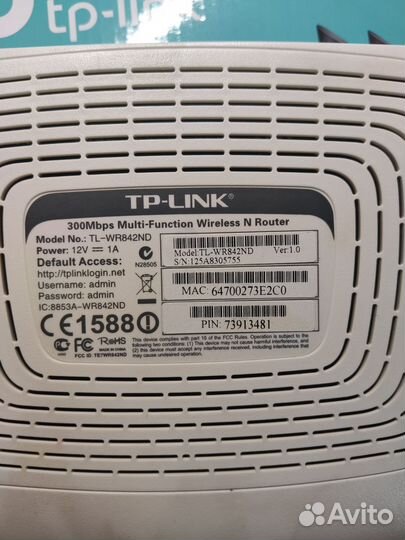 tp-link
TP-LINK
300Mbps Multi-Function Wireless N Router
Model No.: TL-WR842ND
Power: 12V ⎓ 1A
Default Access:
http://tplinklogin.net
Username: admin
Password: admin
IC:8853A-WR842ND
N28505
Model:TL-WR842ND Ver:1.0
S/N:125A8305755
MAC: 64700273E2C0
PIN: 73913481
CE1588
FC RoHS
MADE IN CHINA
FCC ID: TE7WR842ND
This device complies with part 15 of the FCC Rules. Operation is subject to the
following two conditions: (1) This device may not cause harmful interference,
and (2) this device must accept any interference received, including interference that
may cause undesired operation.
Avito